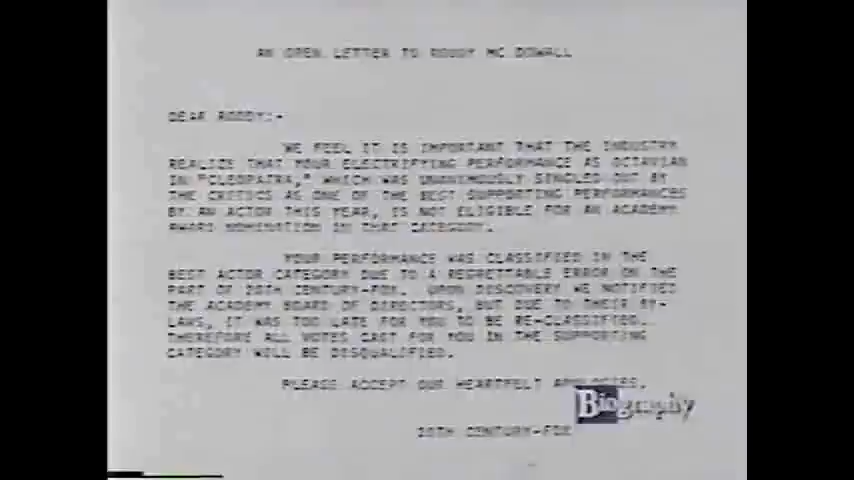 AN OPEN LETTER TO RODDY MC DOWALL
DEAR RODDY:-
WE FEEL IT IS IMPORTANT THAT THE INDUSTRY
REALIZE THAT YOUR ELECTRIFYING PERFORMANCE AS OCTAVIAN
IN "CLEOPATRA," WHICH WAS UNANIMOUSLY SINGLED OUT BY
THE CRITICS AS ONE OF THE BEST SUPPORTING PERFORMANCES
BY AN ACTOR THIS YEAR, IS NOT ELIGIBLE FOR AN ACADEMY
AWARD NOMINATION IN THAT CATEGORY.
YOUR PERFORMANCE WAS CLASSIFIED IN THE
BEST ACTOR CATEGORY DUE TO A REGRETTABLE ERROR ON THE
PART OF 20TH CENTURY-FOX. UPON DISCOVERY WE NOTIFIED
THE ACADEMY BOARD OF DIRECTORS, BUT DUE TO THEIR BY-
LAWS, IT WAS TOO LATE FOR YOU TO BE RE-CLASSIFIED.
THEREFORE ALL VOTES CAST FOR YOU IN THE SUPPORTING
CATEGORY WILL BE DISQUALIFIED.
PLEASE ACCEPT OUR HEARTFELT APOLOGIES.
20TH CENTURY-FOX
Biography